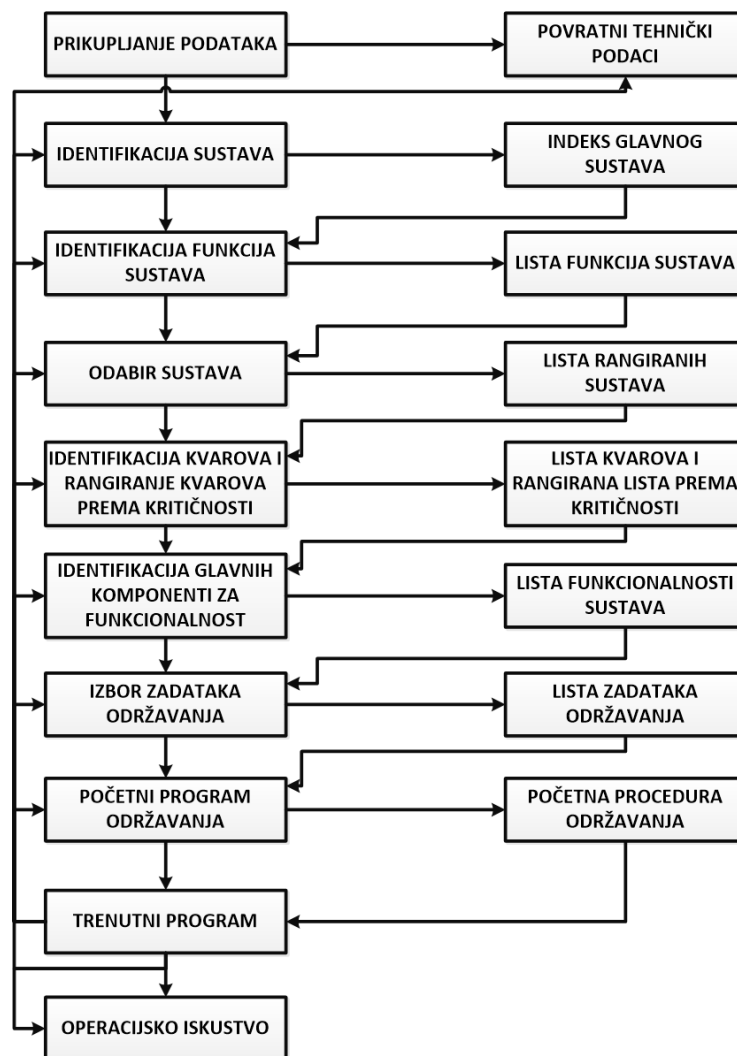 PRIKUPLJANJE PODATAKA
POVRATNI TEHNIČKI
PODACI
IDENTIFIKACIJA SUSTAVA
INDEKS GLAVNOG
SUSTAVA
IDENTIFIKACIJA FUNKCIJA
SUSTAVA
LISTA FUNKCIJA SUSTAVA
ODABIR SUSTAVA
LISTA RANGIRANIH
SUSTAVA
IDENTIFIKACIJA KVAROVA I
RANGIRANJE KVAROVA
PREMA KRITIČNOSTI
LISTA KVAROVA I
RANGIRANA LISTA PREMA
KRITIČNOSTI
IDENTIFIKACIJA GLAVNIH
KOMPONENTI ZA
FUNKCIONALNOST
LISTA FUNKCIONALNOSTI
SUSTAVA
IZBOR ZADATAKA
ODRŽAVANJA
LISTA ZADATAKA
ODRŽAVANJA
POČETNI PROGRAM
ODRŽAVANJA
POČETNA PROCEDURA
ODRŽAVANJA
TRENUTNI PROGRAM
OPERACIJSKO ISKUSTVO